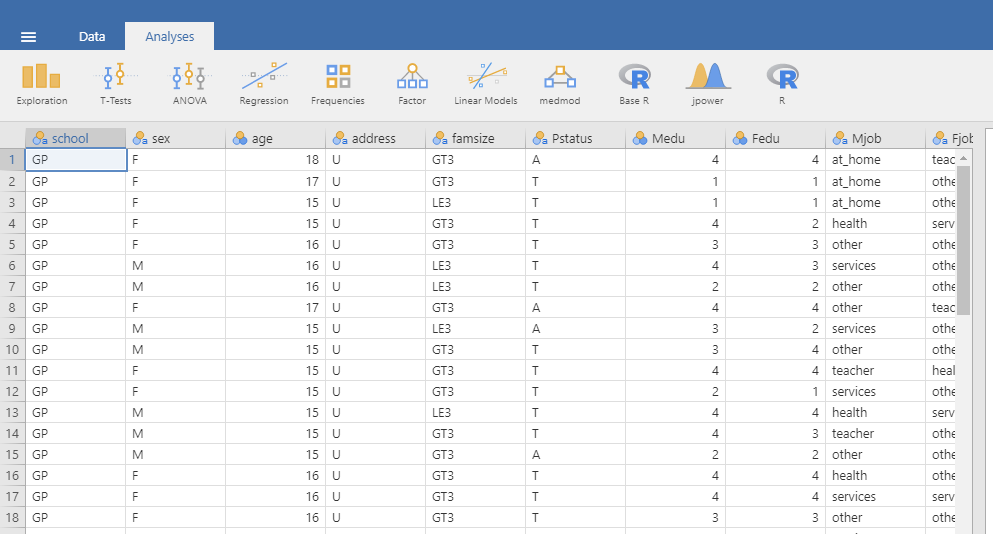 Data Analyses
Exploration T-Tests ANOVA Regression Frequencies Factor Linear Models medmod Base R jpower R
school sex age address famsize Pstatus Medu Fedu Mjob Fjob
1 GP F 18 U GT3 A 4 4 at_home teac
2 GP F 17 U GT3 T 1 1 at_home othe
3 GP F 15 U LE3 T 1 1 at_home othe
4 GP F 15 U GT3 T 4 2 health serv
5 GP F 16 U GT3 T 3 3 other othe
6 GP M 16 U LE3 T 4 3 services othe
7 GP M 16 U LE3 T 2 2 other othe
8 GP F 17 U GT3 A 4 4 other teac
9 GP M 15 U LE3 A 3 2 services othe
10 GP M 15 U GT3 T 3 4 other othe
11 GP F 15 U GT3 T 4 4 teacher heal
12 GP F 15 U GT3 T 2 1 services othe
13 GP M 15 U LE3 T 4 4 health serv
14 GP M 15 U GT3 T 4 3 teacher othe
15 GP M 15 U GT3 A 2 2 other othe
16 GP F 16 U GT3 T 4 4 health othe
17 GP F 16 U GT3 T 4 4 services serv
18 GP F 16 U GT3 T 3 3 other othe